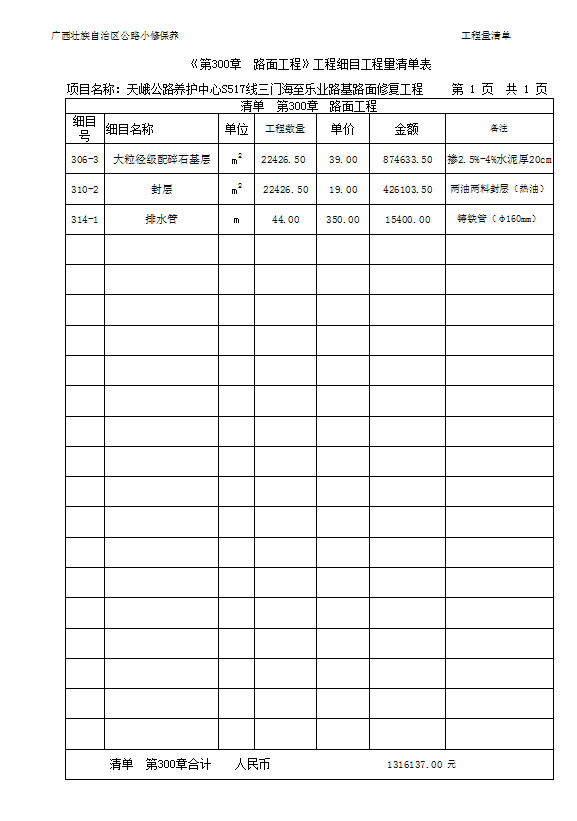 广西壮族自治区公路小修保养 工程量清单
《第300章 路面工程》工程细目工程量清单表
项目名称：天峨公路养护中心S517线三门海至乐业路基路面修复工程 第 1 页 共 1 页
清单 第300章 路面工程
细目号 细目名称 单位 工程数量 单价 金额 备注
306-3 大粒径级配碎石基层 m² 22426.50 39.00 874633.50 掺2.5%-4%水泥厚20cm
310-2 封层 m² 22426.50 19.00 426103.50 两油两料封层（热油）
314-1 排水管 m 44.00 350.00 15400.00 铸铁管（φ160mm）
清单 第300章合计 人民币 1316137.00 元